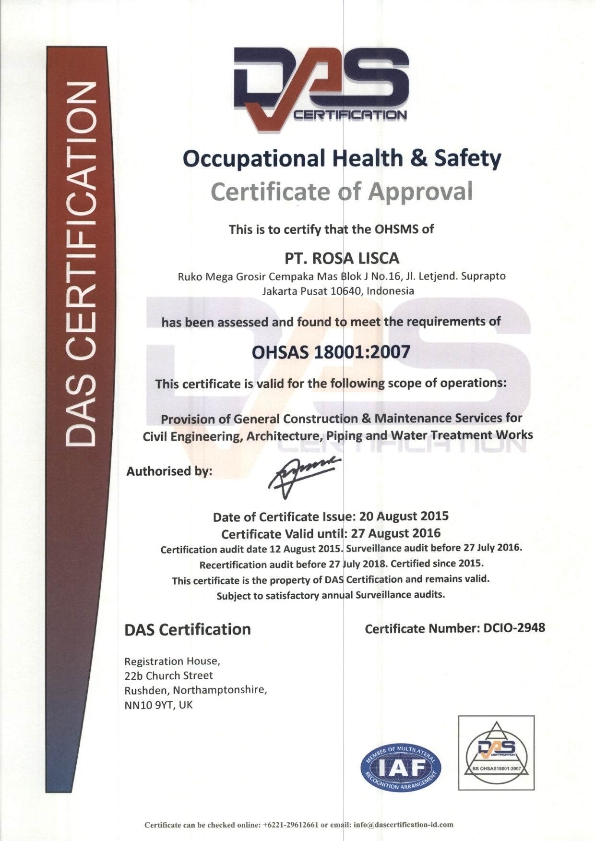 DAS CERTIFICATION
DAS
CERTIFICATION
Occupational Health & Safety
Certificate of Approval
This is to certify that the OHSMS of
PT. ROSA LISCA
Ruko Mega Grosir Cempaka Mas Blok J No.16, Jl. Letjend. Suprapto
Jakarta Pusat 10640, Indonesia
has been assessed and found to meet the requirements of
OHSAS 18001:2007
This certificate is valid for the following scope of operations:
Provision of General Construction & Maintenance Services for
Civil Engineering, Architecture, Piping and Water Treatment Works
Authorised by:
Date of Certificate Issue: 20 August 2015
Certificate Valid until: 27 August 2016
Certification audit date 12 August 2015. Surveillance audit before 27 July 2016.
Recertification audit before 27 July 2018. Certified since 2015.
This certificate is the property of DAS Certification and remains valid.
Subject to satisfactory annual Surveillance audits.
DAS Certification
Certificate Number: DCIO-2948
Registration House,
22b Church Street
Rushden, Northamptonshire,
NN10 9YT, UK
MEMBER OF MULTILATERAL
IAF
RECOGNITION ARRANGEMENT
DAS
CERTIFICATION
BS OHSAS18001:2007
Certificate can be checked online: +6221-29612661 or email: info@dascertification-id.com